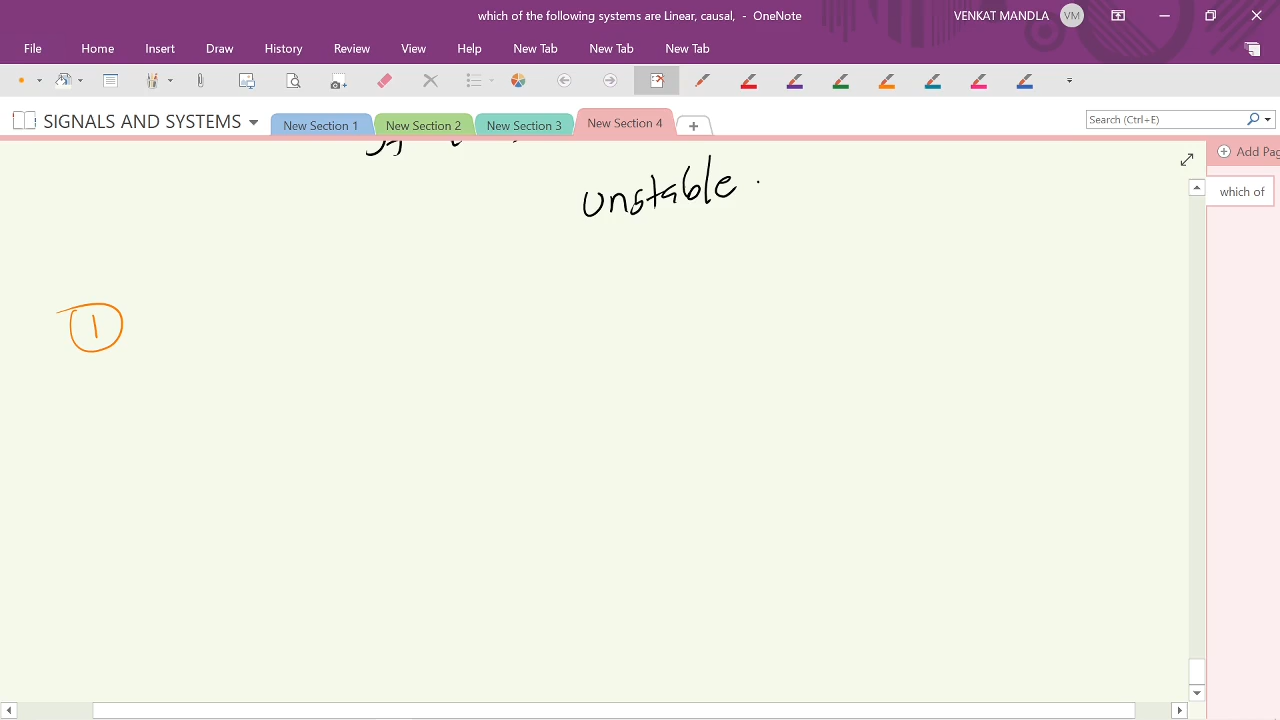 which of the following systems are Linear, causal, - OneNote
VENKAT MANDLA VM
File Home Insert Draw History Review View Help New Tab New Tab New Tab
SIGNALS AND SYSTEMS New Section 1 New Section 2 New Section 3 New Section 4 Search (Ctrl+E)
Add Pag
which of
unstable .
1